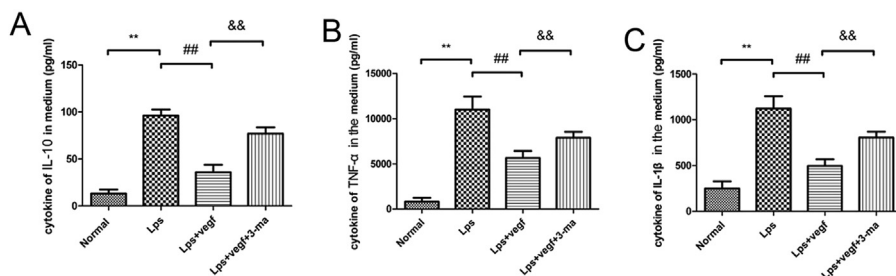 A
cytokine of IL-10 in medium (pg/ml)
150
100
50
0
**
##
&&
Normal
Lps
Lps+vegf
Lps+vegf+3-ma
B
cytokine of TNF-α in the medium (pg/ml)
15000
10000
5000
0
**
##
&&
Normal
Lps
Lps+vegf
Lps+vegf+3-ma
C
cytokine of IL-1β in the medium (pg/ml)
1500
1000
500
0
**
##
&&
Normal
Lps
Lps+vegf
Lps+vegf+3-ma